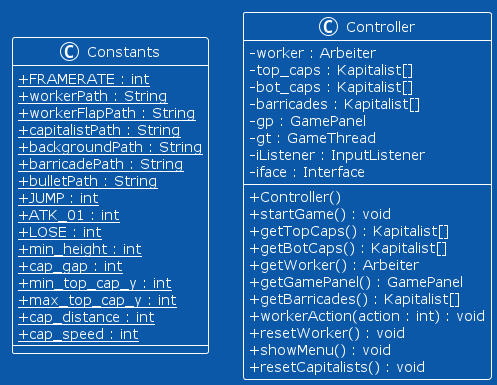 C Constants
+FRAMERATE : int
+workerPath : String
+workerFlapPath : String
+capitalistPath : String
+backgroundPath : String
+barricadePath : String
+bulletPath : String
+JUMP : int
+ATK_01 : int
+LOSE : int
+min_height : int
+cap_gap : int
+min_top_cap_y : int
+max_top_cap_y : int
+cap_distance : int
+cap_speed : int
C Controller
-worker : Arbeiter
-top_caps : Kapitalist[]
-bot_caps : Kapitalist[]
-barricades : Kapitalist[]
-gp : GamePanel
-gt : GameThread
-iListener : InputListener
-iface : Interface
+Controller()
+startGame() : void
+getTopCaps() : Kapitalist[]
+getBotCaps() : Kapitalist[]
+getWorker() : Arbeiter
+getGamePanel() : GamePanel
+getBarricades() : Kapitalist[]
+workerAction(action : int) : void
+resetWorker() : void
+showMenu() : void
+resetCapitalists() : void